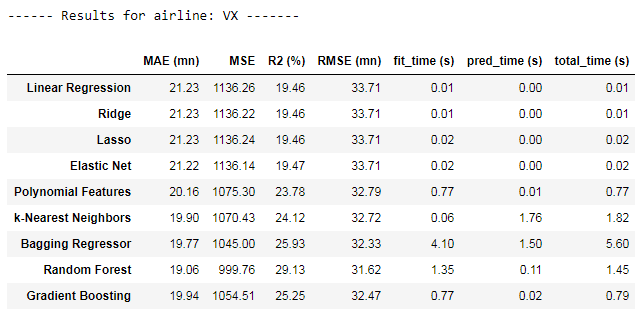 ------ Results for airline: VX -------
MAE (mn) MSE R2 (%) RMSE (mn) fit_time (s) pred_time (s) total_time (s)
Linear Regression 21.23 1136.26 19.46 33.71 0.01 0.00 0.01
Ridge 21.23 1136.22 19.46 33.71 0.01 0.00 0.01
Lasso 21.23 1136.24 19.46 33.71 0.02 0.00 0.02
Elastic Net 21.22 1136.14 19.47 33.71 0.02 0.00 0.02
Polynomial Features 20.16 1075.30 23.78 32.79 0.77 0.01 0.77
k-Nearest Neighbors 19.90 1070.43 24.12 32.72 0.06 1.76 1.82
Bagging Regressor 19.77 1045.00 25.93 32.33 4.10 1.50 5.60
Random Forest 19.06 999.76 29.13 31.62 1.35 0.11 1.45
Gradient Boosting 19.94 1054.51 25.25 32.47 0.77 0.02 0.79